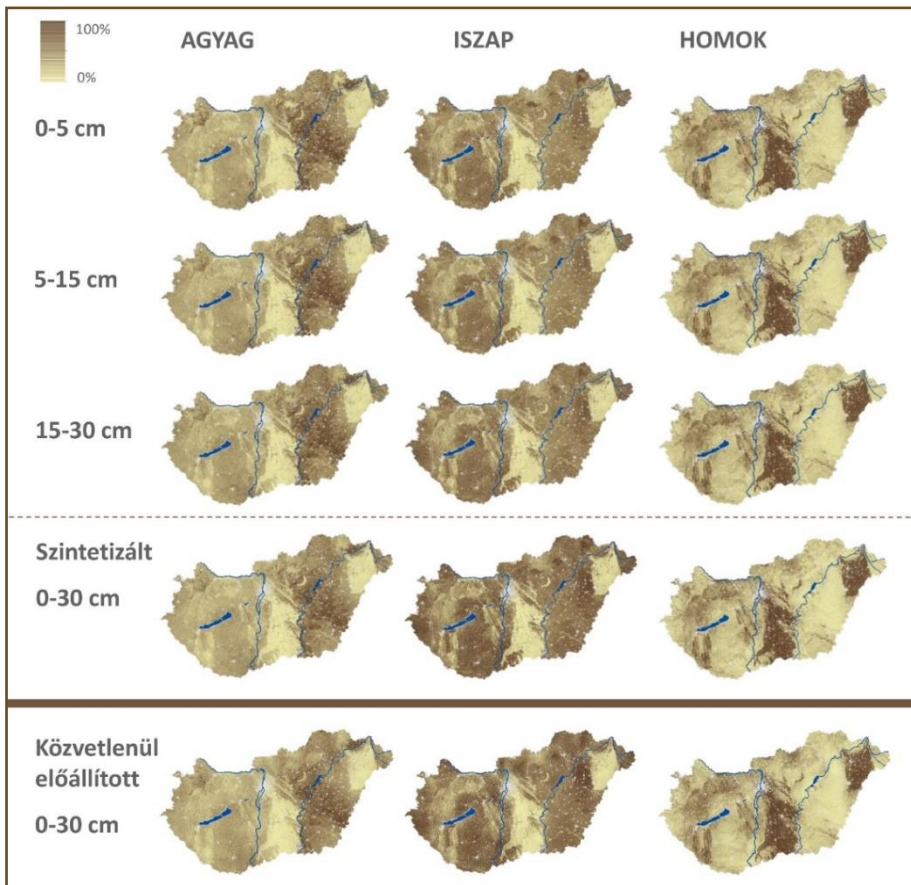 100%
0%
AGYAG ISZAP HOMOK
0-5 cm
5-15 cm
15-30 cm
Szintetizált
0-30 cm
Közvetlenül
előállított
0-30 cm